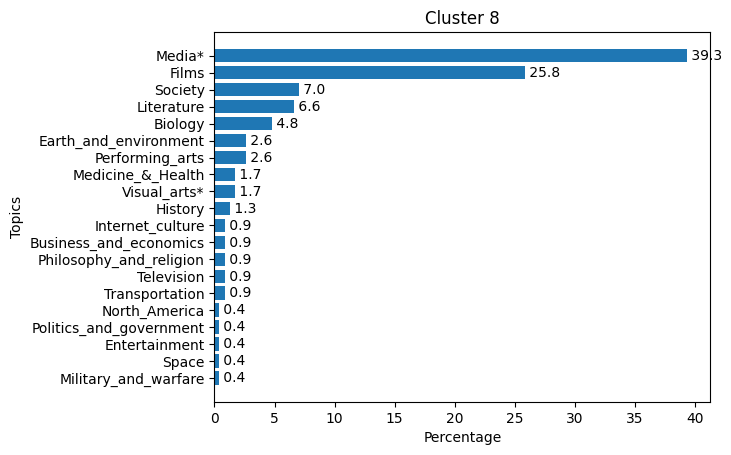 Cluster 8
Topics
Media* 39.3
Films 25.8
Society 7.0
Literature 6.6
Biology 4.8
Earth_and_environment 2.6
Performing_arts 2.6
Medicine_&_Health 1.7
Visual_arts* 1.7
History 1.3
Internet_culture 0.9
Business_and_economics 0.9
Philosophy_and_religion 0.9
Television 0.9
Transportation 0.9
North_America 0.4
Politics_and_government 0.4
Entertainment 0.4
Space 0.4
Military_and_warfare 0.4
0 5 10 15 20 25 30 35 40
Percentage